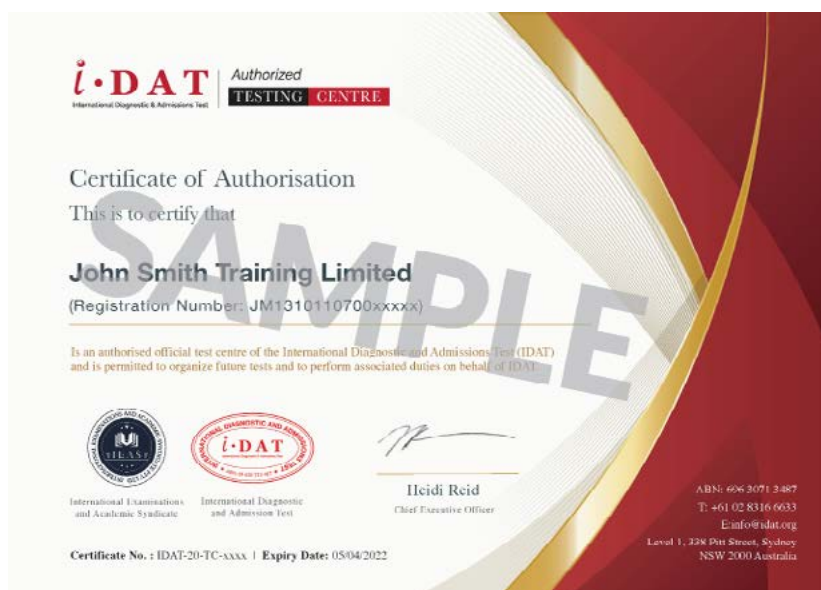 i·DAT
International Diagnostic & Admissions Test
Authorized
TESTING CENTRE
Certificate of Authorisation
This is to certify that
John Smith Training Limited
(Registration Number: JM1310110700xxxxx)
SAMPLE
Is an authorised official test centre of the International Diagnostic and Admissions Test (IDAT)
and is permitted to organize future tests and to perform associated duties on behalf of IDAT.
International Examinations
and Academic Syndicate
i·DAT
INTERNATIONAL DIAGNOSTIC AND ADMISSIONS TEST
International Diagnostic
and Admission Test
Heidi Reid
Chief Executive Officer
Certificate No. : IDAT-20-TC-xxxx | Expiry Date: 05/04/2022
ABN: 606 3071 3487
T: +61 02 8316 6633
E:info@idat.org
Level 1, 338 Pitt Street, Sydney
NSW 2000 Australia